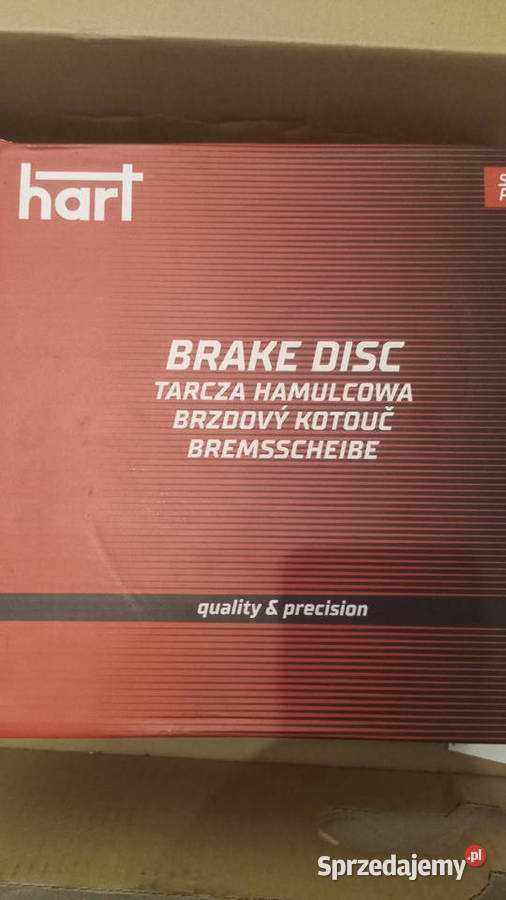 hart
BRAKE DISC
TARCZA HAMULCOWA
BRZDOVÝ KOTOUČ
BREMSSCHEIBE
quality & precision
Sprzedajemy.pl